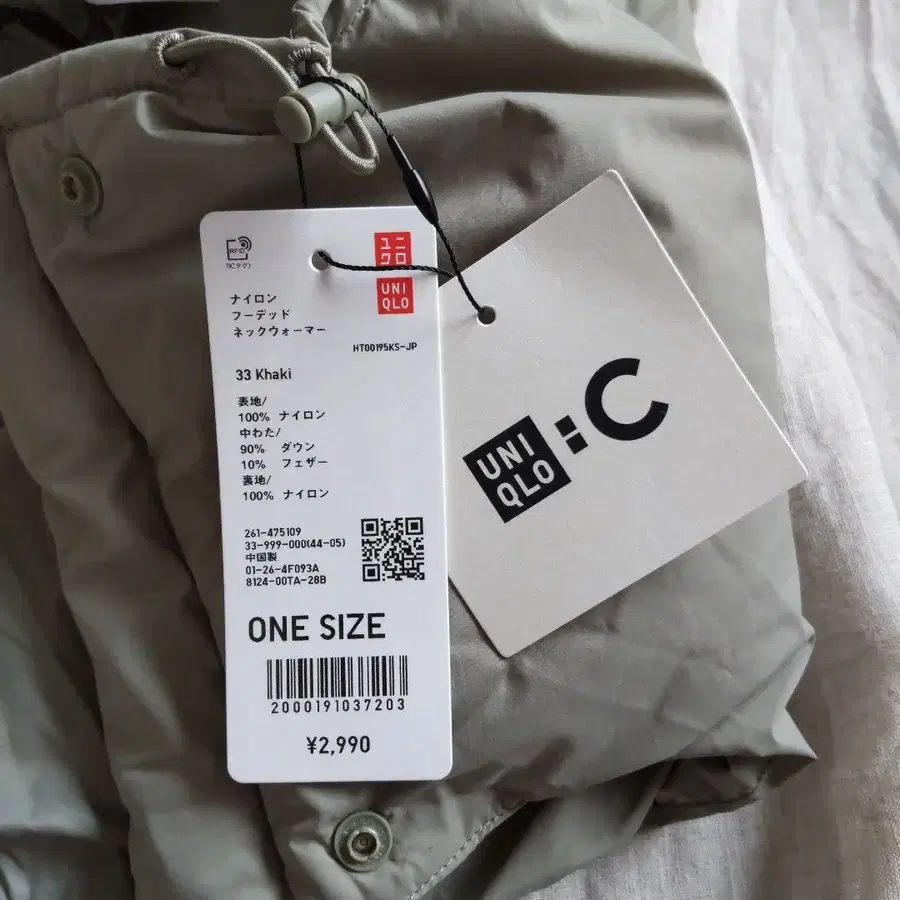 RFID
(ICタグ)
ユニ
クロ
UNI
QLO
ナイロン
フーデッド
ネックウォーマー
HT00195KS-JP
33 Khaki
表地/
100% ナイロン
中わた/
90% ダウン
10% フェザー
裏地/
100% ナイロン
261-475109
33-999-000(44-05)
中国製
01-26-4F093A
8124-00TA-28B
ONE SIZE
2000191037203
¥2,990
UNI
QLO
:C